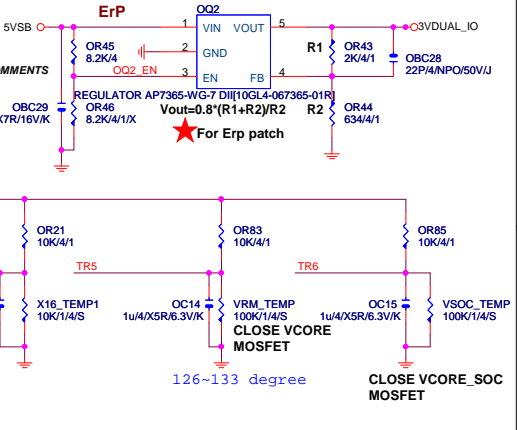 ErP
OQ2
5VSB
1
VIN
VOUT
5
3VDUAL_IO
OR45
8.2K/4
2
GND
R1
OR43
2K/4/1
OBC28
22P/4/NPO/50V/J
OMMENTS
OQ2_EN
3
EN
FB
4
REGULATOR AP7365-WG-7 DII[10GL4-067365-01R]
OBC29
X7R/16V/K
OR46
8.2K/4/1/X
Vout=0.8*(R1+R2)/R2
R2
OR44
634/4/1
For Erp patch
OR21
10K/4/1
OR83
10K/4/1
OR85
10K/4/1
TR5
TR6
X16_TEMP1
10K/1/4/S
OC14
1u/4/X5R/6.3V/K
VRM_TEMP
100K/1/4/S
CLOSE VCORE
MOSFET
OC15
1u/4/X5R/6.3V/K
VSOC_TEMP
100K/1/4/S
126~133 degree
CLOSE VCORE_SOC
MOSFET